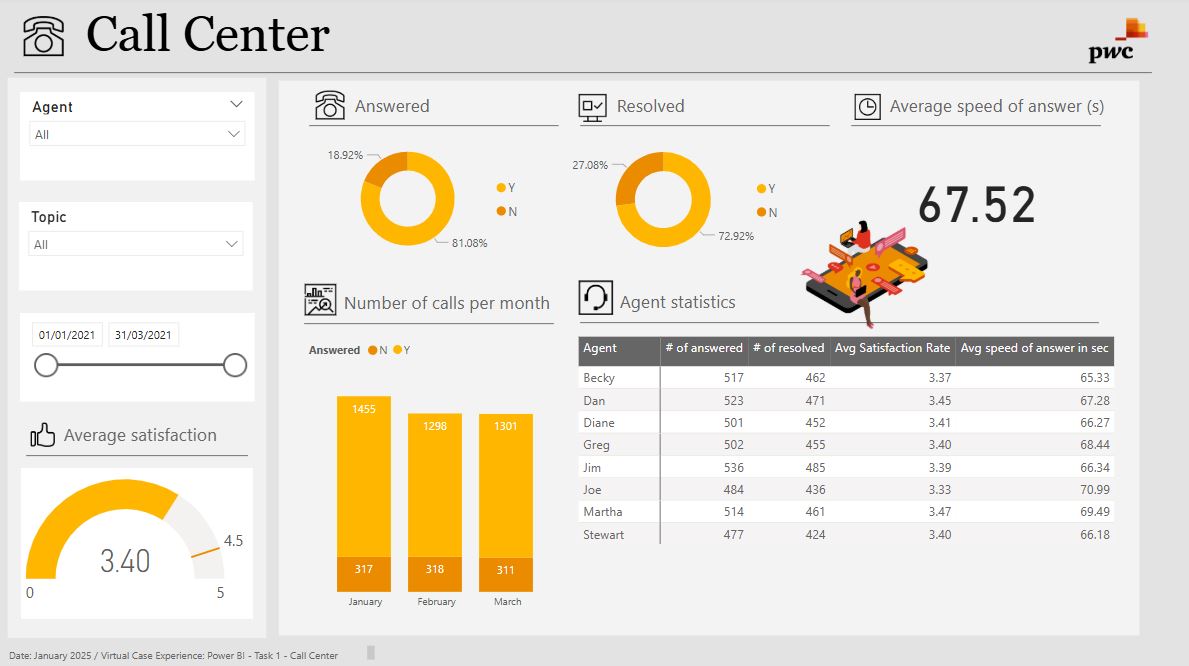 Call Center
pwc
Agent
All
Topic
All
01/01/2021 31/03/2021
Average satisfaction
3.40
4.5
0 5
Answered
18.92%
81.08%
Y
N
Resolved
27.08%
72.92%
Y
N
Average speed of answer (s)
67.52
Number of calls per month
Answered N Y
1455 1298 1301
317 318 311
January February March
Agent statistics
Agent # of answered # of resolved Avg Satisfaction Rate Avg speed of answer in sec
Becky 517 462 3.37 65.33
Dan 523 471 3.45 67.28
Diane 501 452 3.41 66.27
Greg 502 455 3.40 68.44
Jim 536 485 3.39 66.34
Joe 484 436 3.33 70.99
Martha 514 461 3.47 69.49
Stewart 477 424 3.40 66.18
Date: January 2025 / Virtual Case Experience: Power BI - Task 1 - Call Center